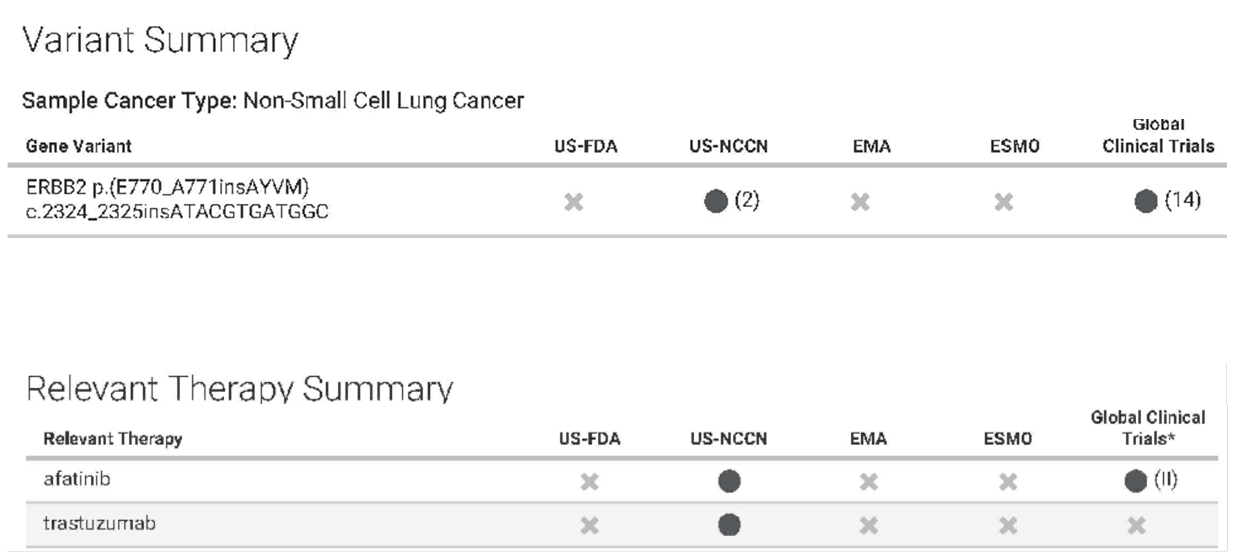 Variant Summary
Sample Cancer Type: Non-Small Cell Lung Cancer
Gene Variant US-FDA US-NCCN EMA ESMO Global Clinical Trials
ERBB2 p.(E770_A771insAYVM) (2) (14)
c.2324_2325insATACGTGATGGC
Relevant Therapy Summary
Relevant Therapy US-FDA US-NCCN EMA ESMO Global Clinical Trials*
afatinib (II)
trastuzumab